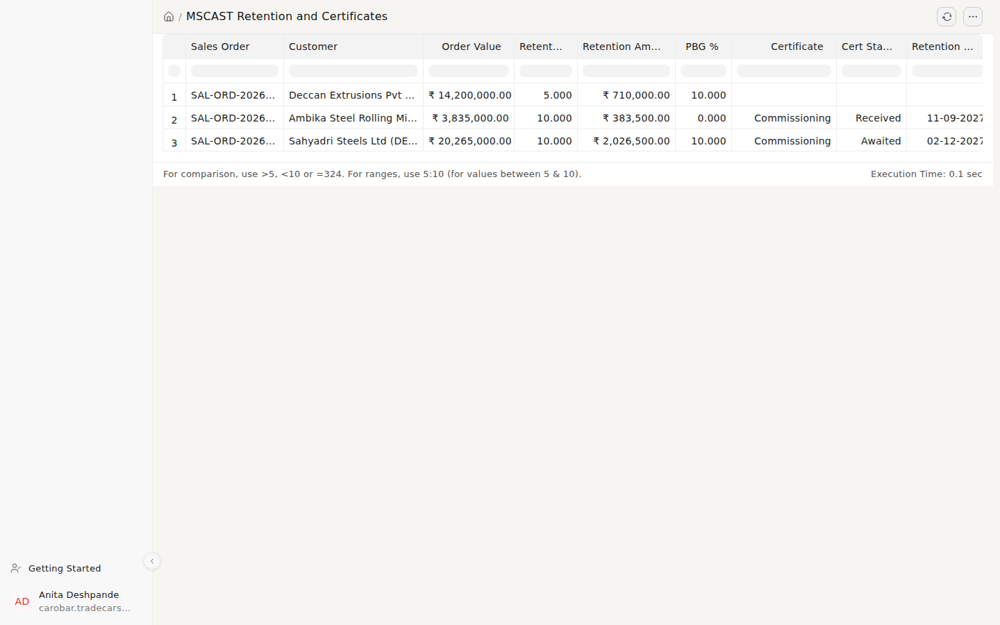 / MSCAST Retention and Certificates
Sales Order Customer Order Value Retent... Retention Am... PBG % Certificate Cert Sta... Retention ...
1 SAL-ORD-2026... Deccan Extrusions Pvt ... ₹ 14,200,000.00 5.000 ₹ 710,000.00 10.000
2 SAL-ORD-2026... Ambika Steel Rolling Mi... ₹ 3,835,000.00 10.000 ₹ 383,500.00 0.000 Commissioning Received 11-09-2027
3 SAL-ORD-2026... Sahyadri Steels Ltd (DE... ₹ 20,265,000.00 10.000 ₹ 2,026,500.00 10.000 Commissioning Awaited 02-12-2027
For comparison, use >5, <10 or =324. For ranges, use 5:10 (for values between 5 & 10). Execution Time: 0.1 sec
Getting Started
AD Anita Deshpande
carobar.tradecars...